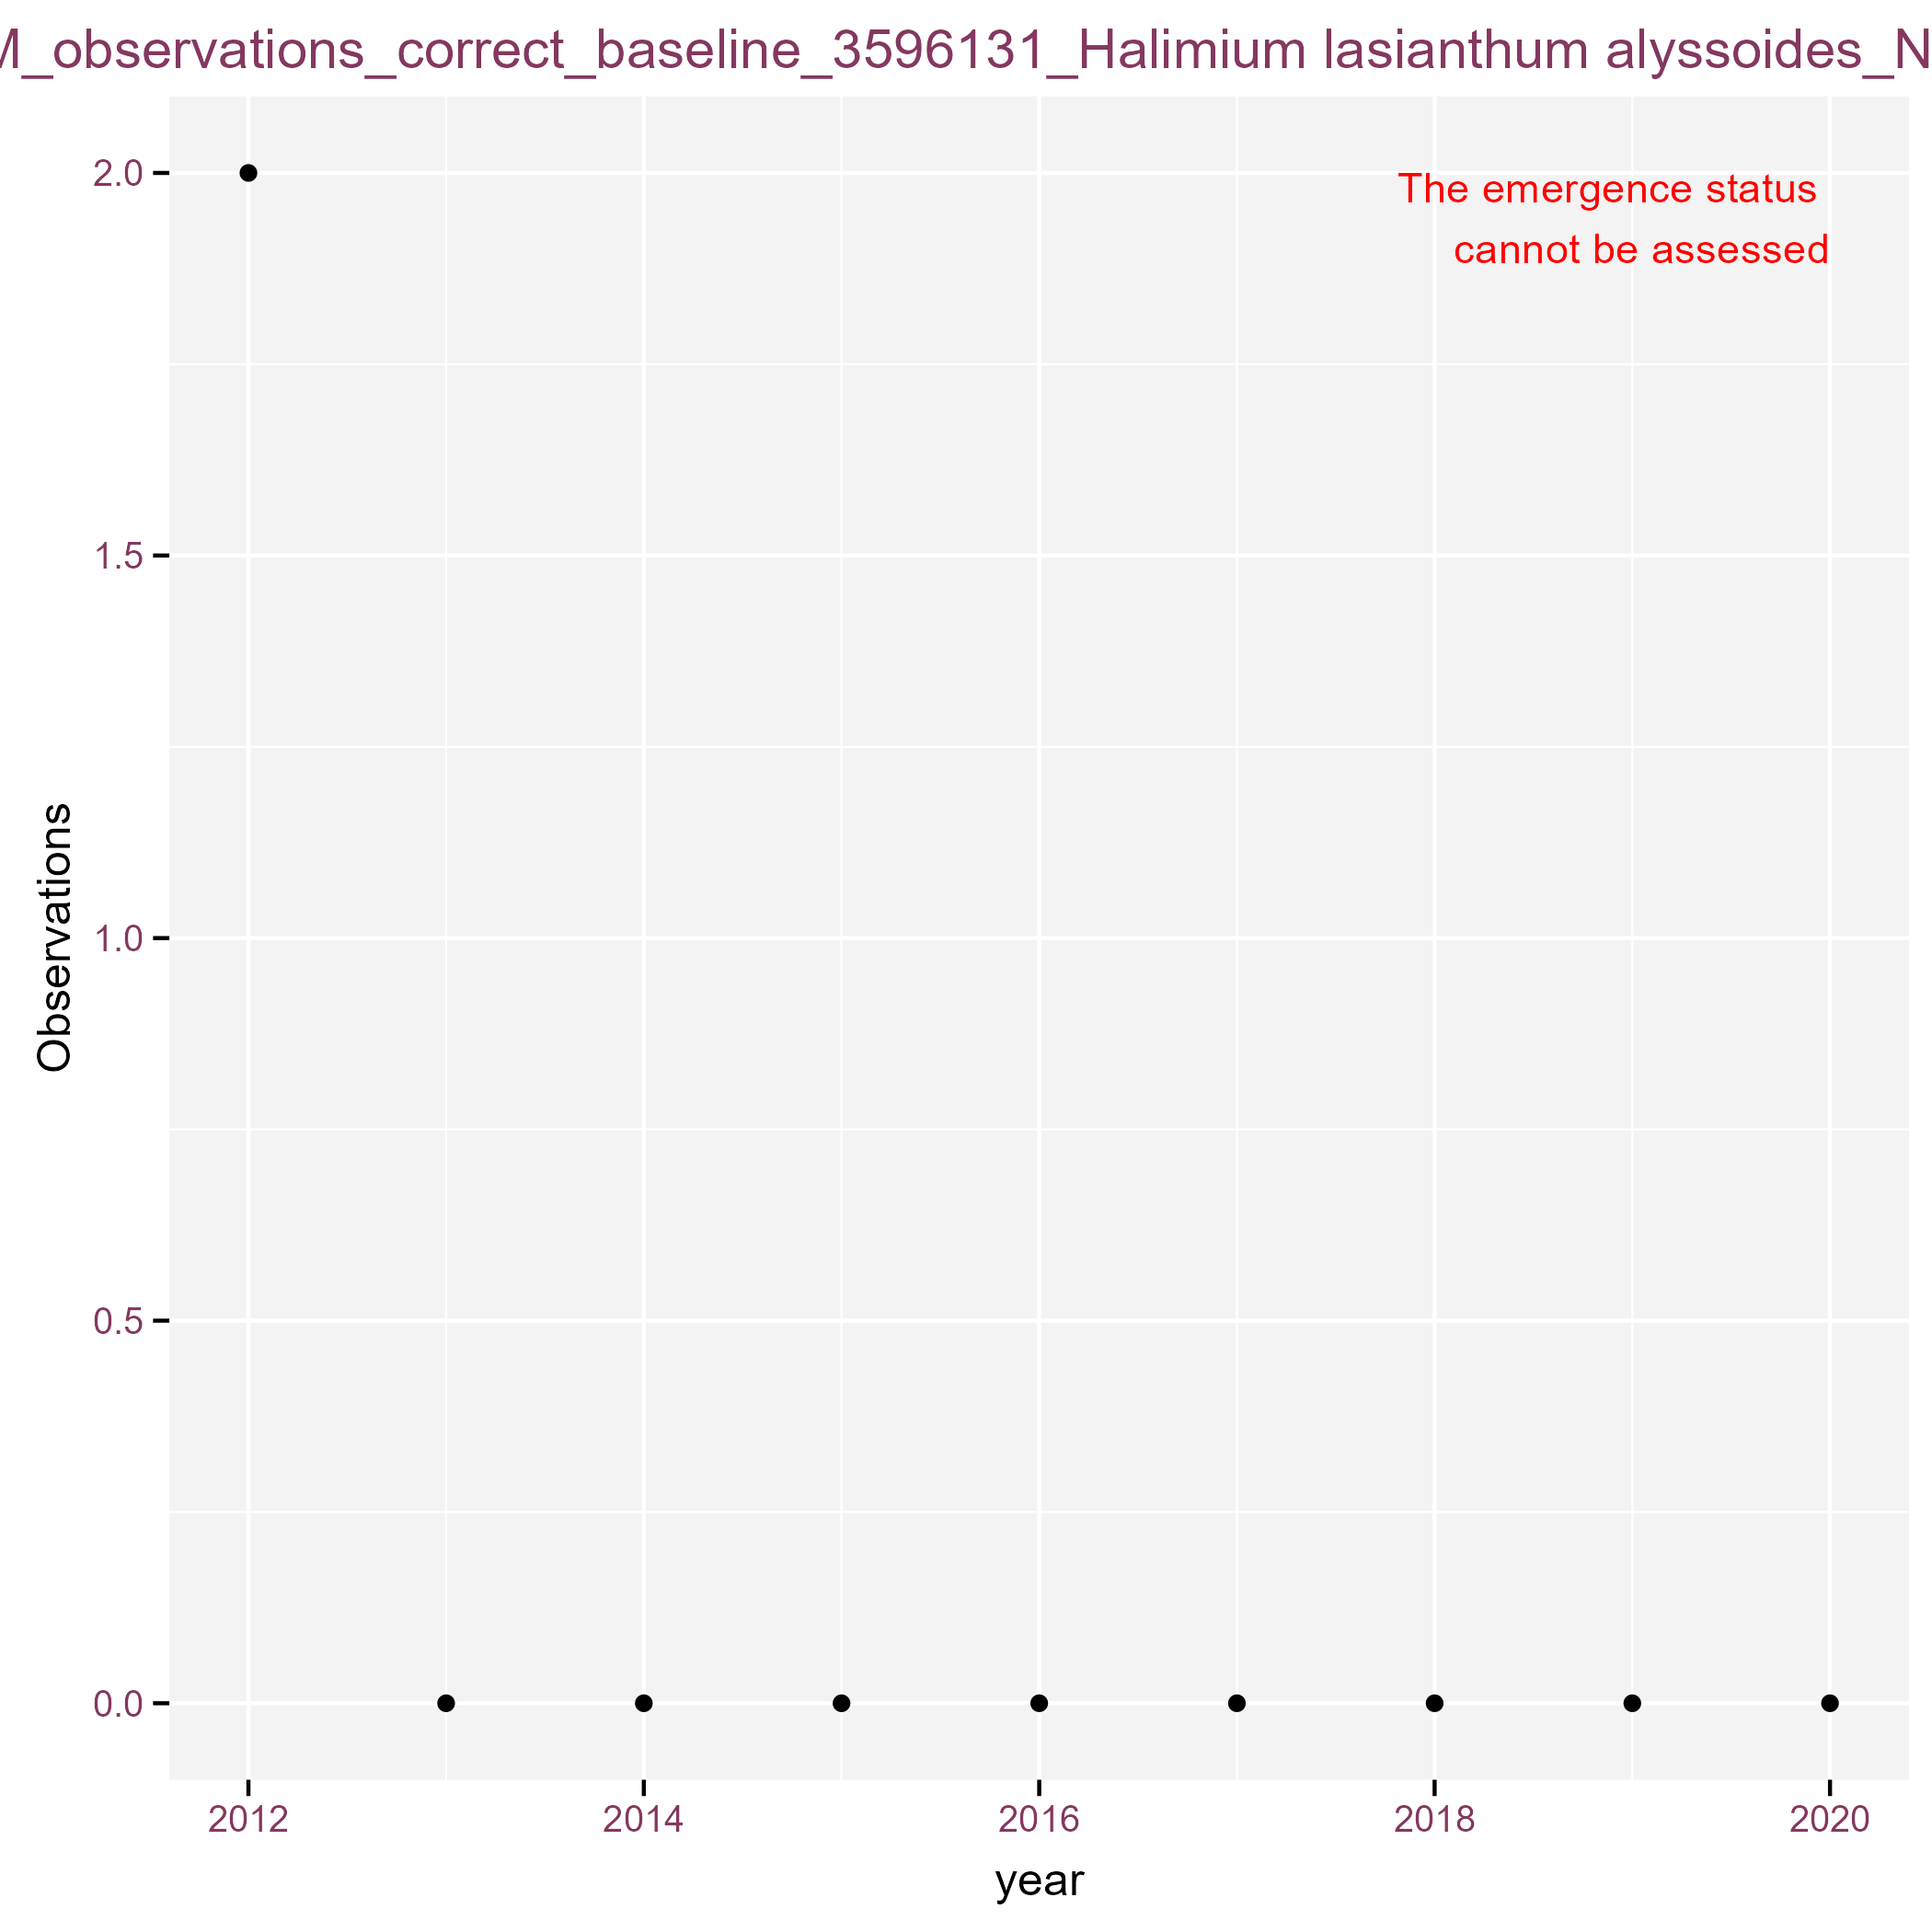 M_observations_correct_baseline_3596131_Halimium lasianthum alyssoides_N
The emergence status
cannot be assessed
2.0
1.5
1.0
0.5
0.0
Observations
2012 2014 2016 2018 2020
year